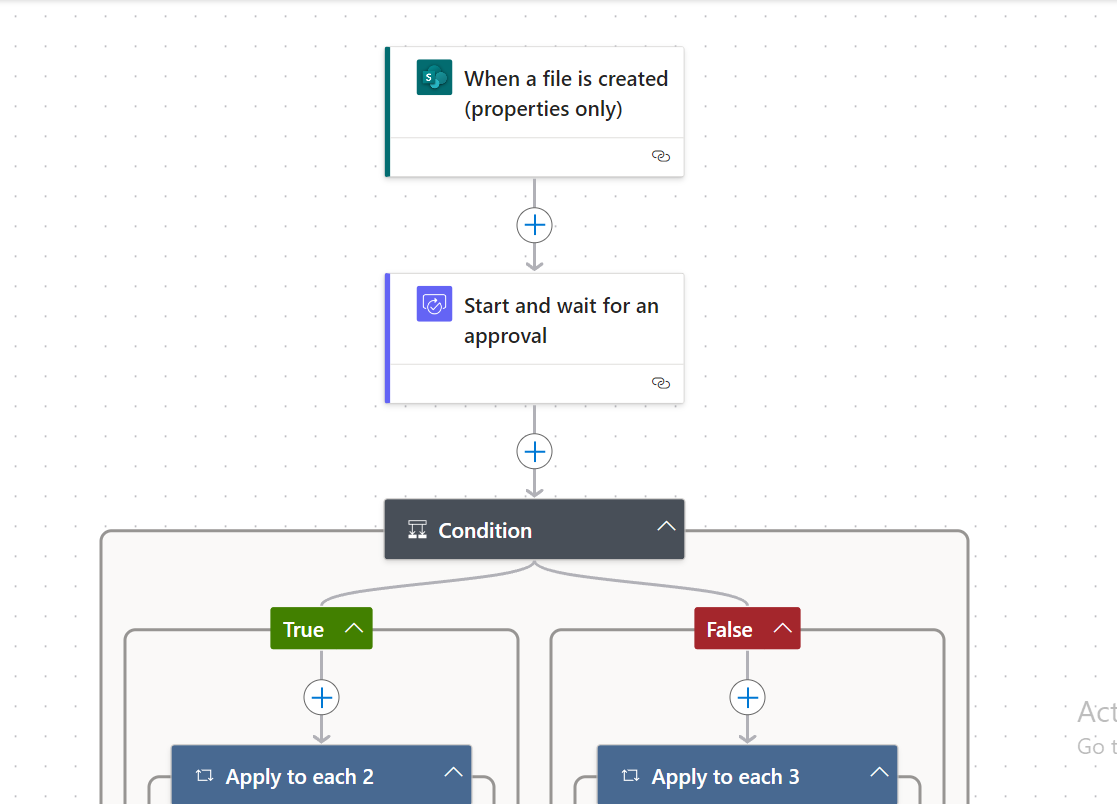 When a file is created
(properties only)
Start and wait for an
approval
Condition
True
False
Apply to each 2
Apply to each 3
Act
Go t